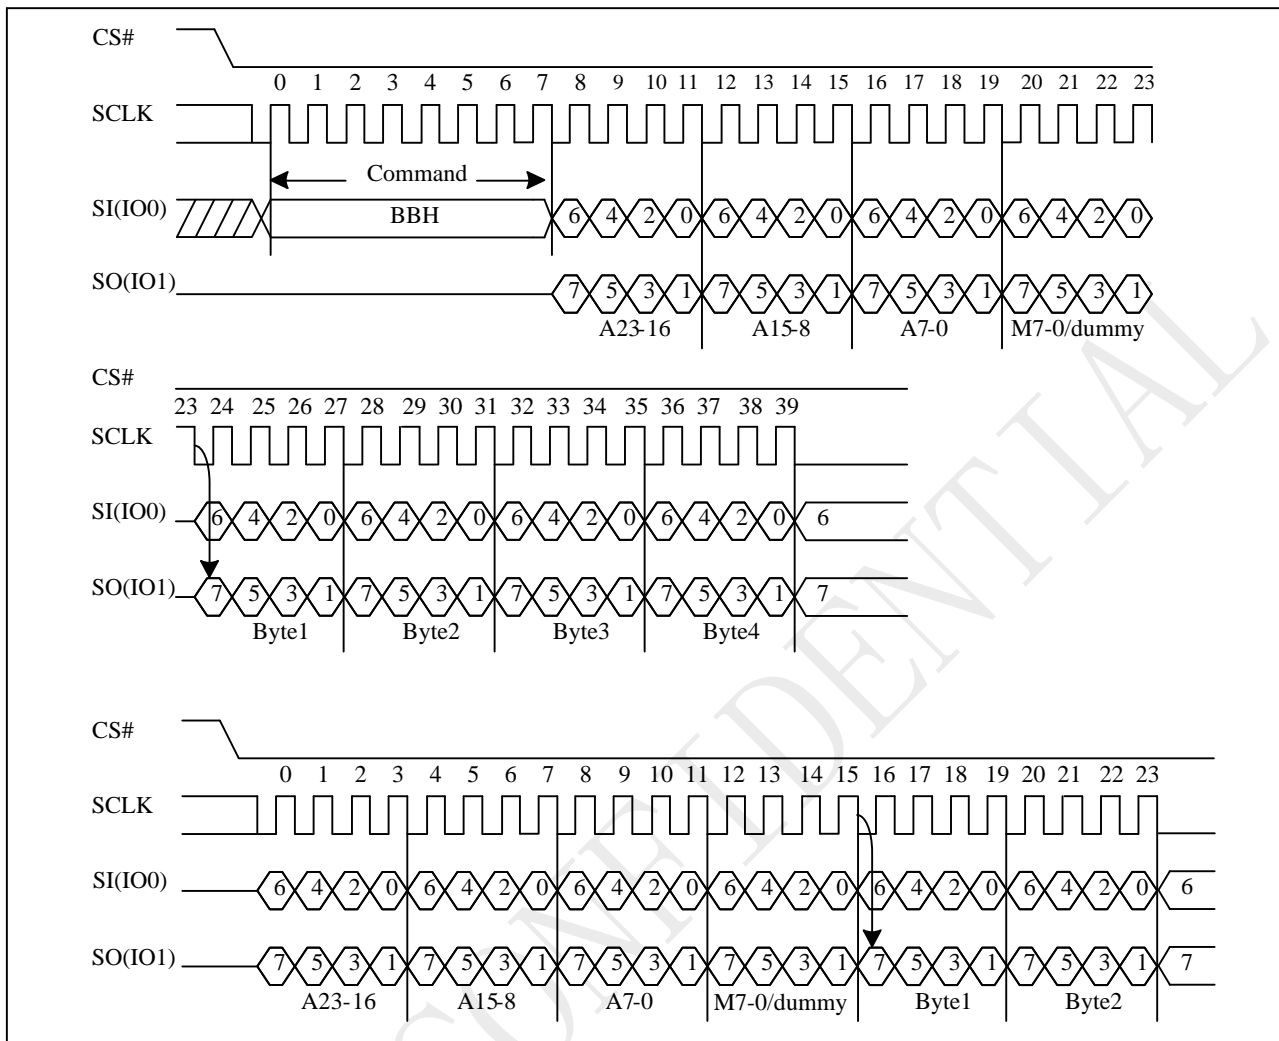 CS#
0 1 2 3 4 5 6 7 8 9 10 11 12 13 14 15 16 17 18 19 20 21 22 23
SCLK
Command
SI(IO0) BBH 6 4 2 0 6 4 2 0 6 4 2 0 6 4 2 0
SO(IO1) 7 5 3 1 7 5 3 1 7 5 3 1 7 5 3 1
A23-16 A15-8 A7-0 M7-0/dummy
CS#
23 24 25 26 27 28 29 30 31 32 33 34 35 36 37 38 39
SCLK
SI(IO0) 6 4 2 0 6 4 2 0 6 4 2 0 6 4 2 0 6
SO(IO1) 7 5 3 1 7 5 3 1 7 5 3 1 7 5 3 1 7
Byte1 Byte2 Byte3 Byte4
CS#
0 1 2 3 4 5 6 7 8 9 10 11 12 13 14 15 16 17 18 19 20 21 22 23
SCLK
SI(IO0) 6 4 2 0 6 4 2 0 6 4 2 0 6 4 2 0 6 4 2 0 6 4 2 0 6
SO(IO1) 7 5 3 1 7 5 3 1 7 5 3 1 7 5 3 1 7 5 3 1 7 5 3 1 7
A23-16 A15-8 A7-0 M7-0/dummy Byte1 Byte2
CONFIDENTIAL